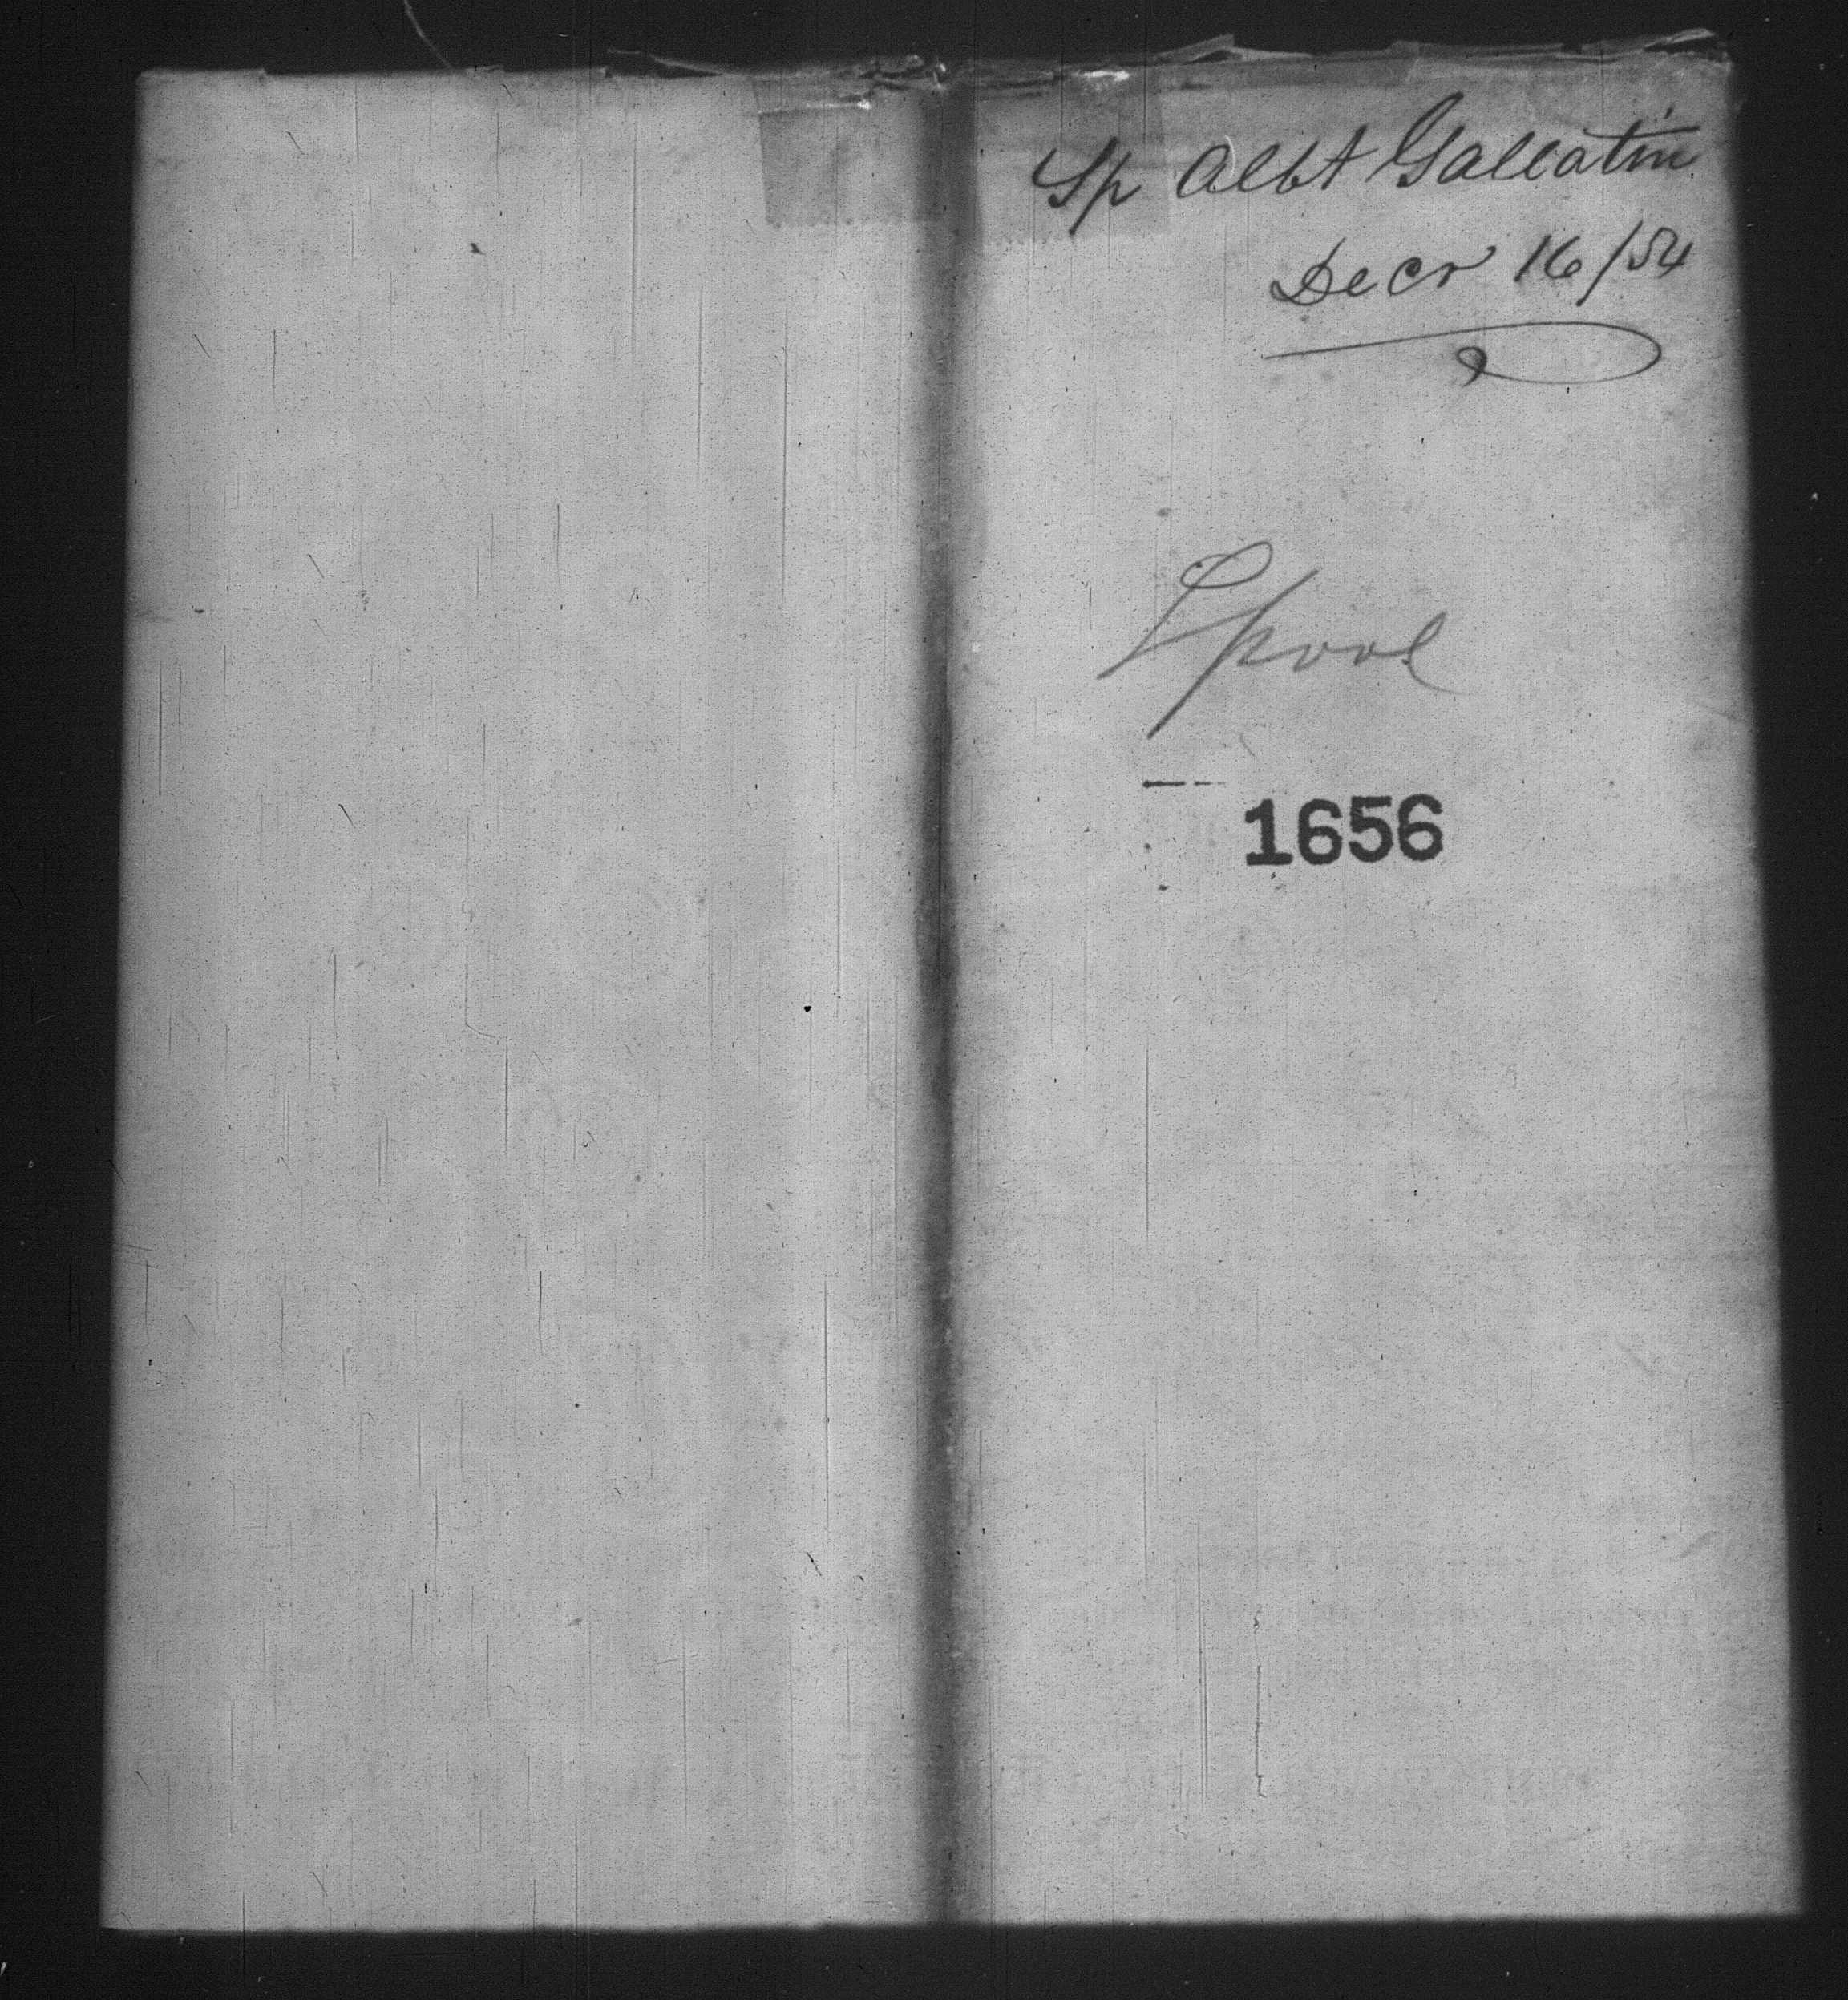 Sp Albt Gallatin
Decr 16/54
Lpool
1656